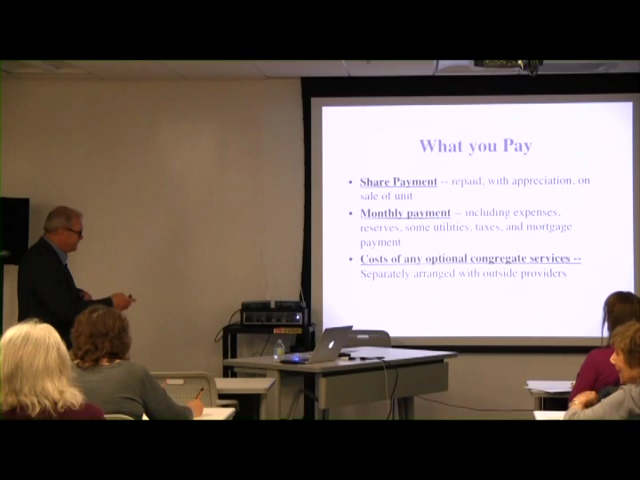 What you Pay
• Share Payment -- repaid, with appreciation, on
sale of unit
• Monthly payment -- including expenses,
reserves, some utilities, taxes, and mortgage
payment
• Costs of any optional congregate services --
Separately arranged with outside providers